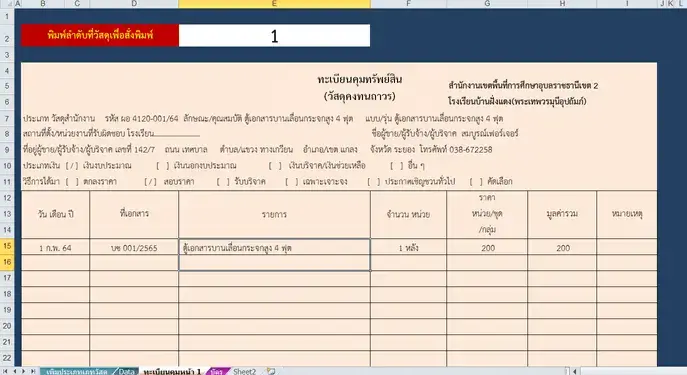 B C D E F G H I J K L
1
2 พิมพ์ลำดับที่วัสดุเพื่อสั่งพิมพ์ 1
3
4 ทะเบียนคุมทรัพย์สิน
5 (วัสดุคงทนถาวร) สำนักงานเขตพื้นที่การศึกษาอุบลราชธานีเขต 2
6 โรงเรียนบ้านฝั่งแดง(พระเทพวรมุนีอุปถัมภ์)
7 ประเภท วัสดุสำนักงาน รหัส ผอ 4120-001/64 ลักษณะ/คุณสมบัติ ตู้เอกสารบานเลื่อนกระจกสูง 4 ฟุต แบบ/รุ่น ตู้เอกสารบานเลื่อนกระจกสูง 4 ฟุต
8 สถานที่ตั้ง/หน่วยงานที่รับผิดชอบ โรงเรียน ชื่อผู้ขาย/ผู้รับจ้าง/ผู้บริจาค สมบูรณ์เฟอร์เจอร์
9 ที่อยู่ผู้ขาย/ผู้รับจ้าง/ผู้บริจาค เลขที่ 142/7 ถนน เทศบาล ตำบล/แขวง ทางเกวียน อำเภอ/เขต แกลง จังหวัด ระยอง โทรศัพท์ 038-672258
10 ประเภทเงิน [ / ] เงินงบประมาณ [ ] เงินนอกงบประมาณ [ ] เงินบริจาค/เงินช่วยเหลือ [ ] อื่น ๆ
11 วิธีการได้มา [ ] ตกลงราคา [ / ] สอบราคา [ ] รับบริจาค [ ] เฉพาะเจาะจง [ ] ประกาศเชิญชวนทั่วไป [ ] คัดเลือก
12 ราคา
13 วัน เดือน ปี ที่เอกสาร รายการ จำนวน หน่วย หน่วย/ชุด มูลค่ารวม หมายเหตุ
14 /กลุ่ม
15 1 ก.พ. 64 บช 001/2565 ตู้เอกสารบานเลื่อนกระจกสูง 4 ฟุต 1 หลัง 200 200
16
17
18
19
20
21
22
เพิ่มประเภทเภทวัสดุ Data ทะเบียนคุมหน้า 1 บัตร Sheet2